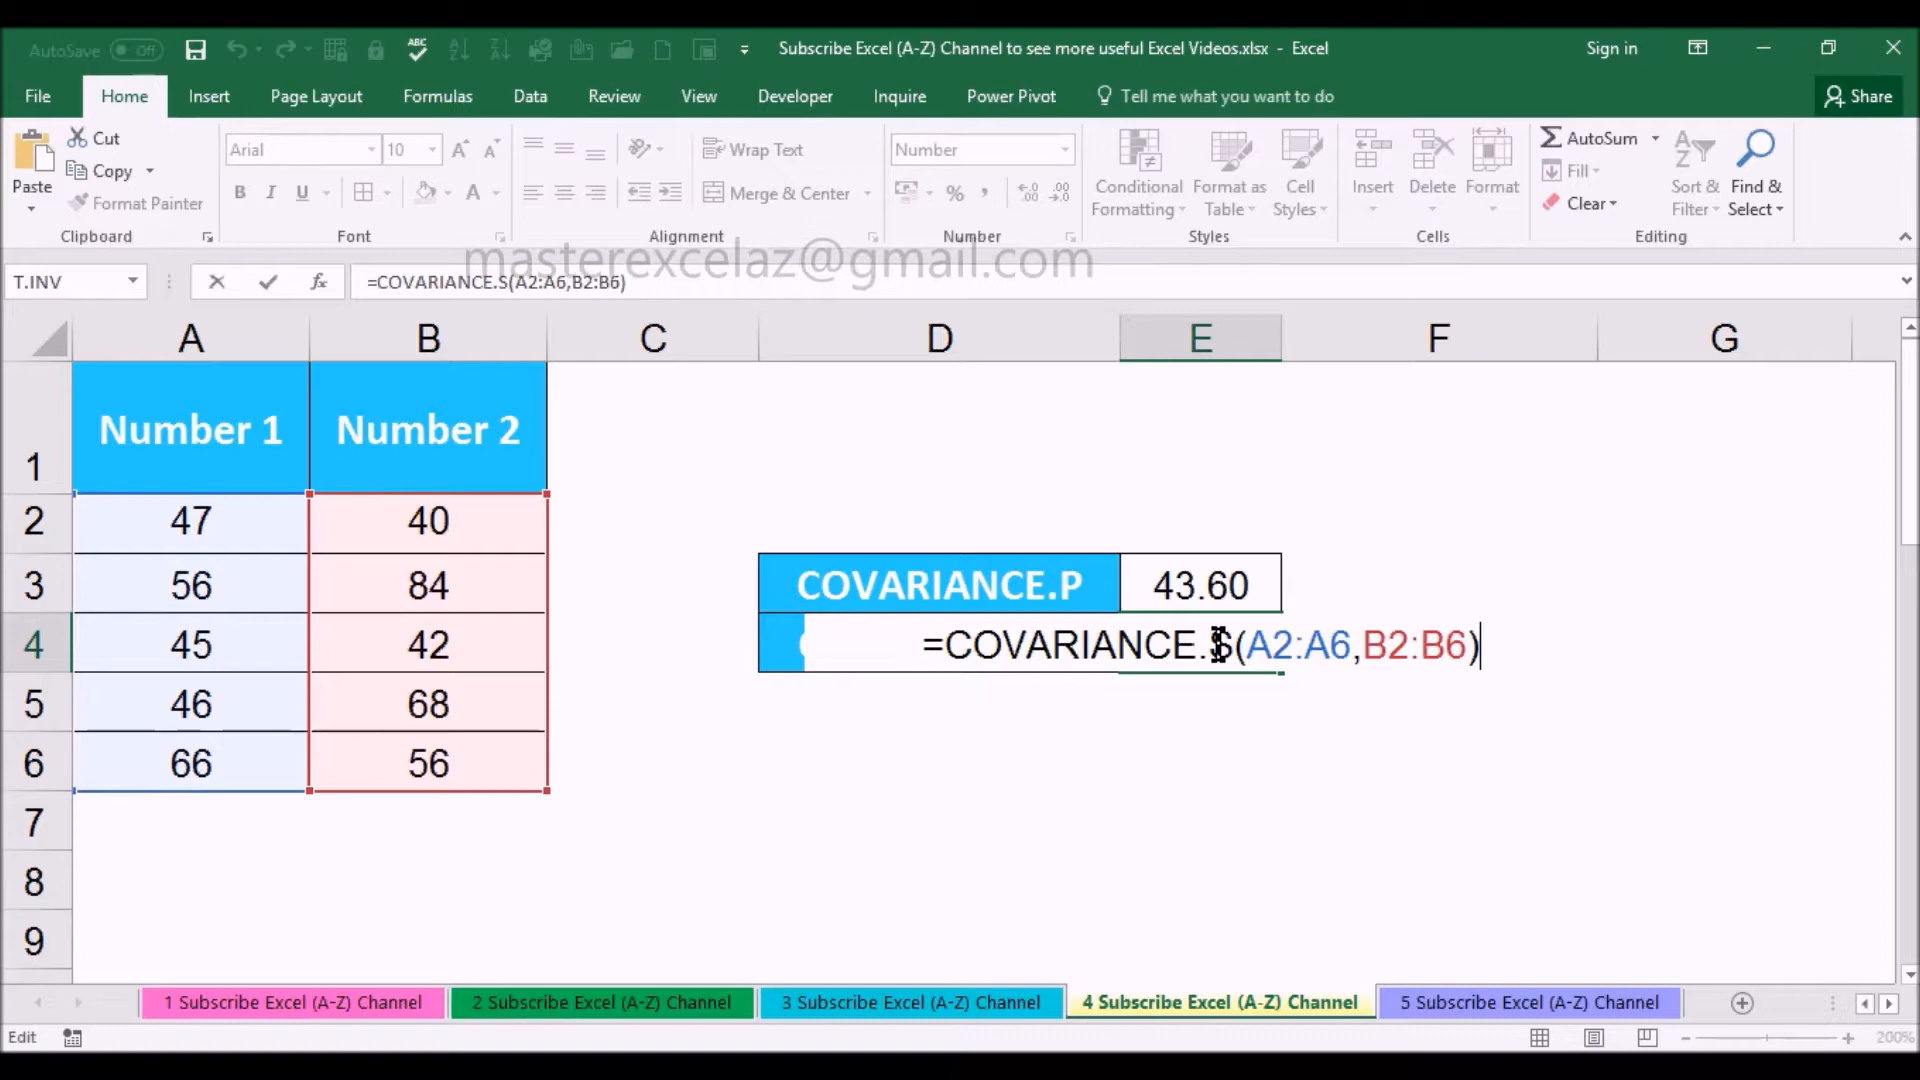 AutoSave Off
Subscribe Excel (A-Z) Channel to see more useful Excel Videos.xlsx - Excel
Sign in
File Home Insert Page Layout Formulas Data Review View Developer Inquire Power Pivot Tell me what you want to do Share
Paste
Cut
Copy
Format Painter
Clipboard
Arial 10
B I U
Font
Wrap Text
Merge & Center
Alignment
Number
Number
Conditional Formatting
Format as Table
Cell Styles
Styles
Insert Delete Format
Cells
AutoSum
Fill
Clear
Sort & Filter
Find & Select
Editing
masterexcelaz@gmail.com
T.INV
fx
=COVARIANCE.S(A2:A6,B2:B6)
A B C D E F G
1 Number 1 Number 2
2 47 40
3 56 84 COVARIANCE.P 43.60
4 45 42 =COVARIANCE.S(A2:A6,B2:B6)
5 46 68
6 66 56
7
8
9
1 Subscribe Excel (A-Z) Channel
2 Subscribe Excel (A-Z) Channel
3 Subscribe Excel (A-Z) Channel
4 Subscribe Excel (A-Z) Channel
5 Subscribe Excel (A-Z) Channel
Edit
200%